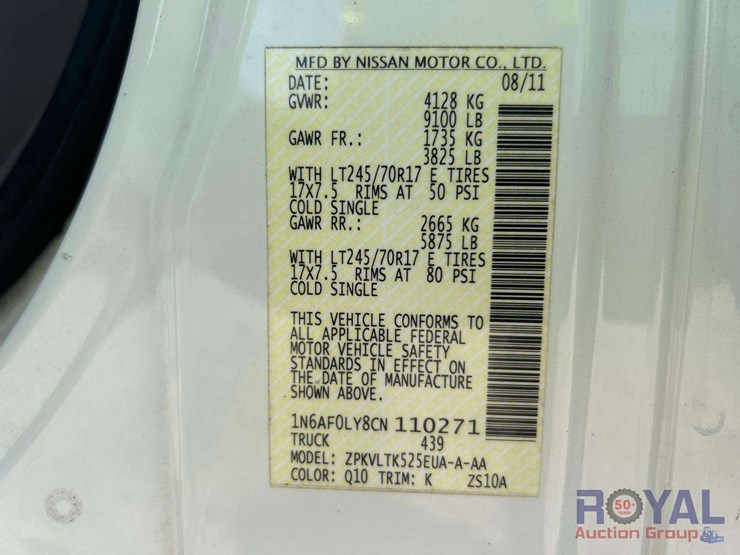 MFD BY NISSAN MOTOR CO., LTD.
DATE: 08/11
GVWR: 4128 KG
9100 LB
GAWR FR.: 1735 KG
3825 LB
WITH LT245/70R17 E TIRES
17X7.5 RIMS AT 50 PSI
COLD SINGLE
GAWR RR.: 2665 KG
5875 LB
WITH LT245/70R17 E TIRES
17X7.5 RIMS AT 80 PSI
COLD SINGLE
THIS VEHICLE CONFORMS TO
ALL APPLICABLE FEDERAL
MOTOR VEHICLE SAFETY
STANDARDS IN EFFECT ON
THE DATE OF MANUFACTURE
SHOWN ABOVE.
1N6AF0LY8CN 110271
TRUCK 439
MODEL: ZPKVLTK525EUA-A-AA
COLOR: Q10 TRIM: K ZS10A
ROYAL
50+
YEARS
Auction Group